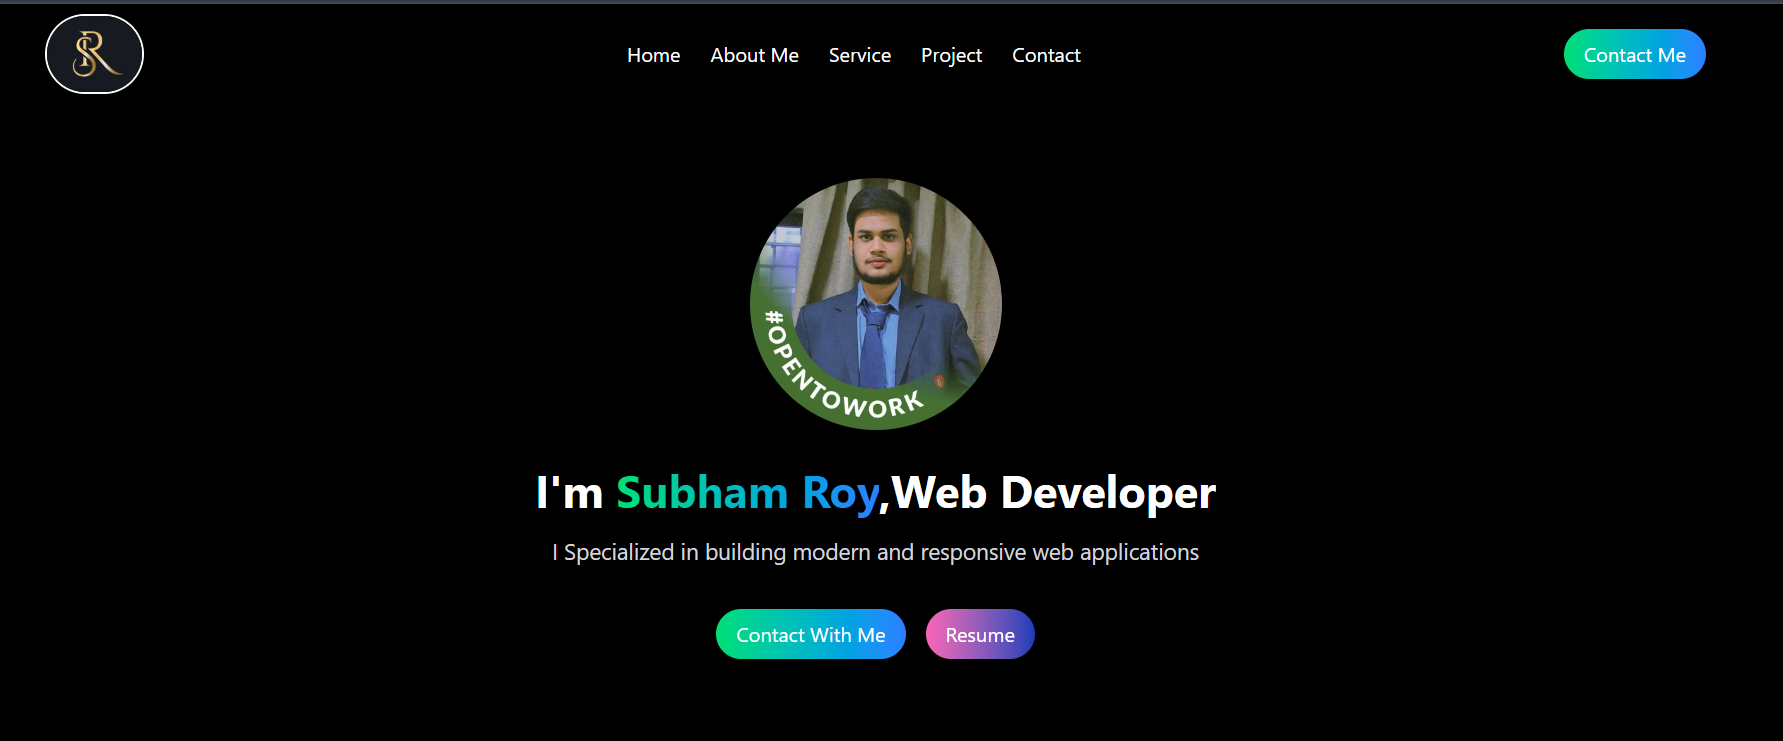 SR
Home About Me Service Project Contact
Contact Me
#OPENTOWORK
I'm Subham Roy,Web Developer
I Specialized in building modern and responsive web applications
Contact With Me Resume